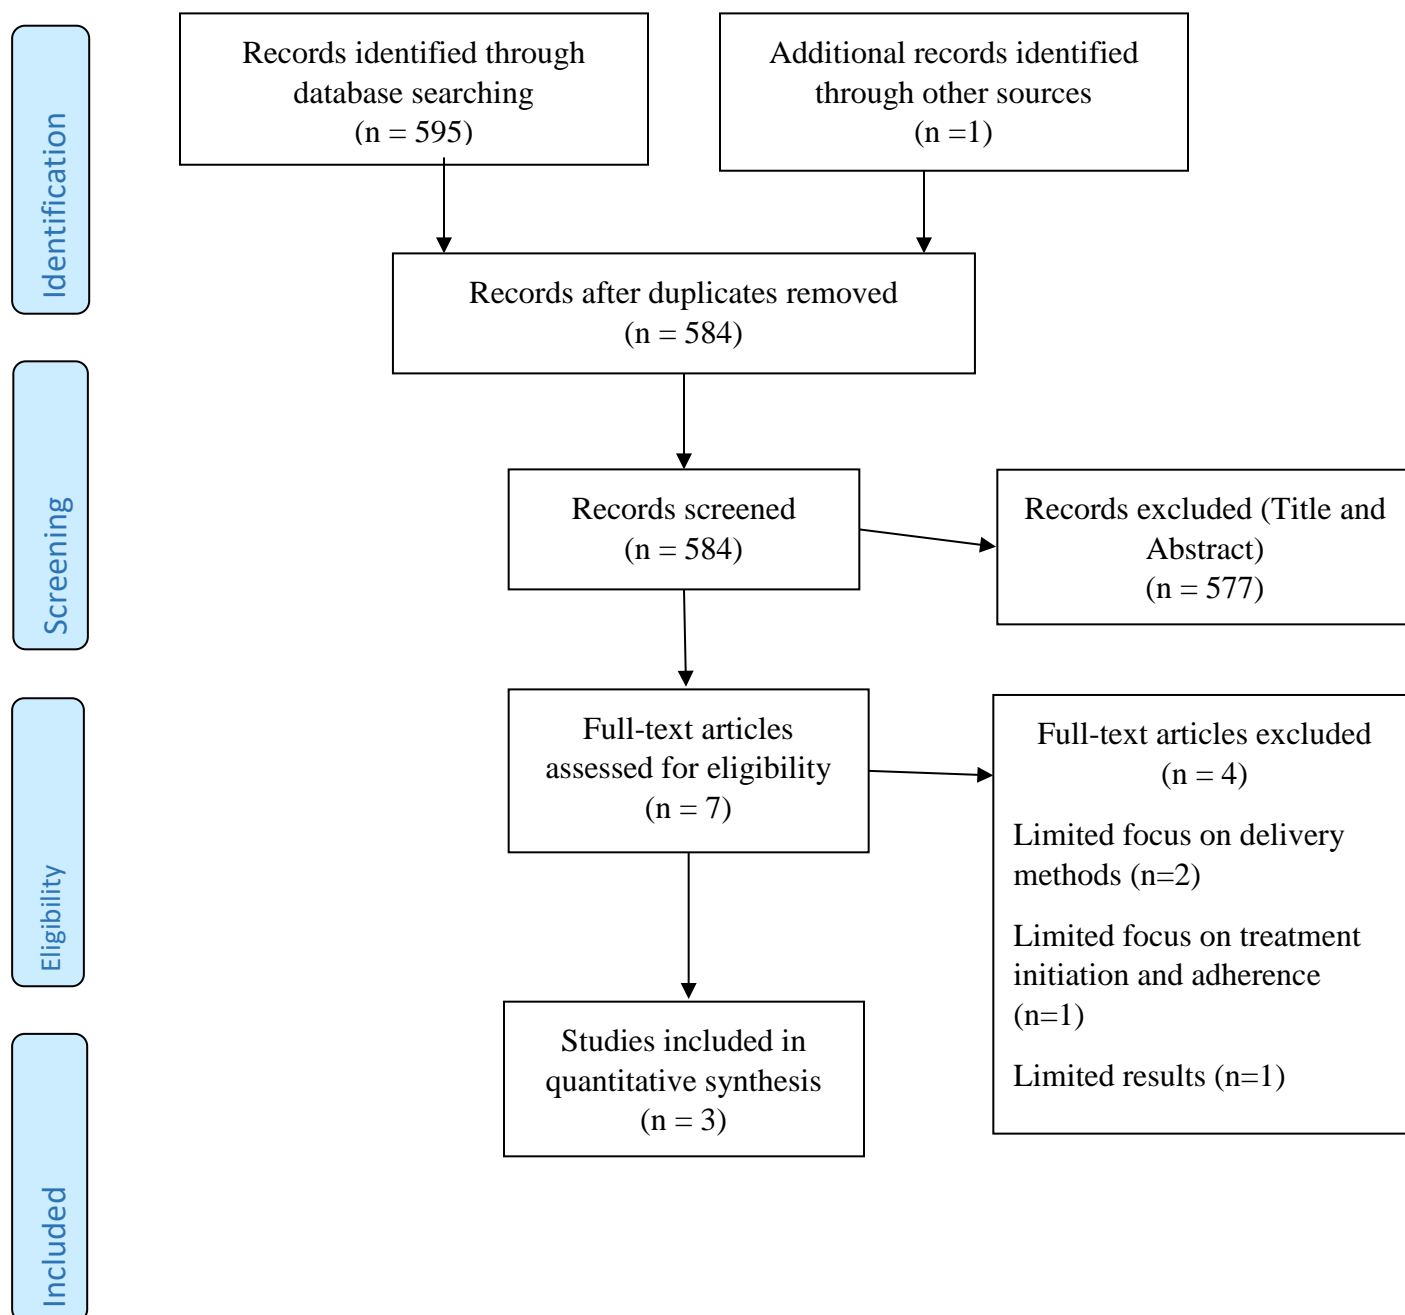 Identification
Records identified through
database searching
(n = 595)
Additional records identified
through other sources
(n =1)
Records after duplicates removed
(n = 584)
Screening
Records screened
(n = 584)
Records excluded (Title and
Abstract)
(n = 577)
Eligibility
Full-text articles
assessed for eligibility
(n = 7)
Full-text articles excluded
(n = 4)
Limited focus on delivery
methods (n=2)
Limited focus on treatment
initiation and adherence
(n=1)
Limited results (n=1)
Included
Studies included in
quantitative synthesis
(n = 3)